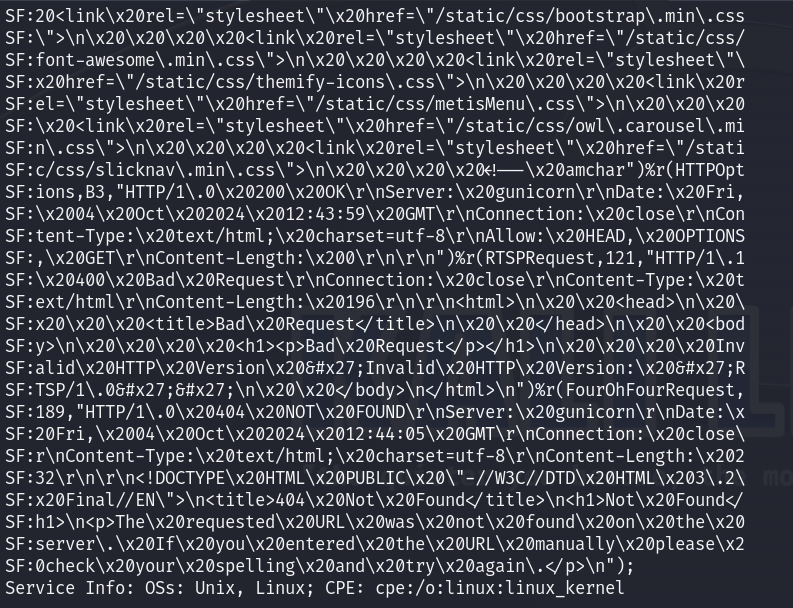 SF:20<link\x20rel=\"stylesheet\"\x20href=\"/static/css/bootstrap\.min\.css
SF:\">\n\x20\x20\x20\x20<link\x20rel=\"stylesheet\"\x20href=\"/static/css/
SF:font-awesome\.min\.css\">\n\x20\x20\x20\x20<link\x20rel=\"stylesheet\"\
SF:x20href=\"/static/css/themify-icons\.css\">\n\x20\x20\x20\x20<link\x20r
SF:el=\"stylesheet\"\x20href=\"/static/css/metisMenu\.css\">\n\x20\x20\x20
SF:\x20<link\x20rel=\"stylesheet\"\x20href=\"/static/css/owl\.carousel\.mi
SF:n\.css\">\n\x20\x20\x20\x20<link\x20rel=\"stylesheet\"\x20href=\"/stati
SF:c/css/slicknav\.min\.css\">\n\x20\x20\x20\x20<!--\x20amchar")%r(HTTPOpt
SF:ions,B3,"HTTP/1\.0\x20200\x20OK\r\nServer:\x20gunicorn\r\nDate:\x20Fri,
SF:\x2004\x20Oct\x202024\x2012:43:59\x20GMT\r\nConnection:\x20close\r\nCon
SF:tent-Type:\x20text/html;\x20charset=utf-8\r\nAllow:\x20HEAD,\x20OPTIONS
SF:,\x20GET\r\nContent-Length:\x200\r\n\r\n")%r(RTSPRequest,121,"HTTP/1\.1
SF:\x20400\x20Bad\x20Request\r\nConnection:\x20close\r\nContent-Type:\x20t
SF:ext/html\r\nContent-Length:\x20196\r\n\r\n<html>\n\x20\x20<head>\n\x20\
SF:x20\x20\x20<title>Bad\x20Request</title>\n\x20\x20</head>\n\x20\x20<bod
SF:y>\n\x20\x20\x20\x20<h1><p>Bad\x20Request</p></h1>\n\x20\x20\x20\x20Inv
SF:alid\x20HTTP\x20Version\x20&#x27;Invalid\x20HTTP\x20Version:\x20&#x27;R
SF:TSP/1\.0&#x27;&#x27;\n\x20\x20</body>\n</html>\n")%r(FourOhFourRequest,
SF:189,"HTTP/1\.0\x20404\x20NOT\x20FOUND\r\nServer:\x20gunicorn\r\nDate:\x
SF:20Fri,\x2004\x20Oct\x202024\x2012:44:05\x20GMT\r\nConnection:\x20close\
SF:r\nContent-Type:\x20text/html;\x20charset=utf-8\r\nContent-Length:\x202
SF:32\r\n\r\n<!DOCTYPE\x20HTML\x20PUBLIC\x20\"-//W3C//DTD\x20HTML\x203\.2\
SF:x20Final//EN\">\n<title>404\x20Not\x20Found</title>\n<h1>Not\x20Found</
SF:h1>\n<p>The\x20requested\x20URL\x20was\x20not\x20found\x20on\x20the\x20
SF:server\.\x20If\x20you\x20entered\x20the\x20URL\x20manually\x20please\x2
SF:0check\x20your\x20spelling\x20and\x20try\x20again\.</p>\n");
Service Info: OSs: Unix, Linux; CPE: cpe:/o:linux:linux_kernel